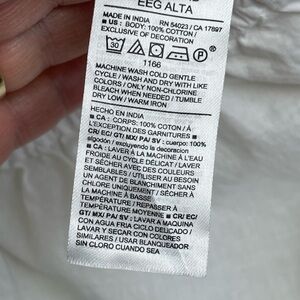 EEG ALTA
MADE IN INDIA RN 54023 / CA 17897
■ US : BODY: 100% COTTON /
EXCLUSIVE OF DECORATION
30 P
1166
MACHINE WASH COLD GENTLE
CYCLE / WASH AND DRY WITH LIKE
COLORS / ONLY NON-CHLORINE
BLEACH WHEN NEEDED / TUMBLE
DRY LOW / WARM IRON
HECHO EN INDIA
■ CA : CORPS: 100% COTON / À
L'EXCEPTION DES GARNITURES ■
CR/ EC/ GT/ MX/ PA/ SV : cuerpo: 100%
algodón / excluyendo la decoracion
■ CA : LAVER À LA MACHINE À L'EAU
FROIDE AU CYCLE DÉLICAT / LAVER
ET SÉCHER AVEC DES COULEURS
SEMBLABLES / UTILISER AU BESOIN
UN AGENT DE BLANCHIMENT SANS
CHLORE UNIQUEMENT / SÉCHER À
LA MACHINE À BASSE
TEMPÉRATURE / REPASSER À
TEMPÉRATURE MOYENNE ■ CR/ EC/
GT/ MX/ PA/ SV : LAVAR A MAQUINA
CON AGUA FRIA CICLO DELICADO /
LAVAR Y SECAR CON COLORES
SIMILARES / USAR BLANQUEADOR
SIN CLORO CUANDO SEA